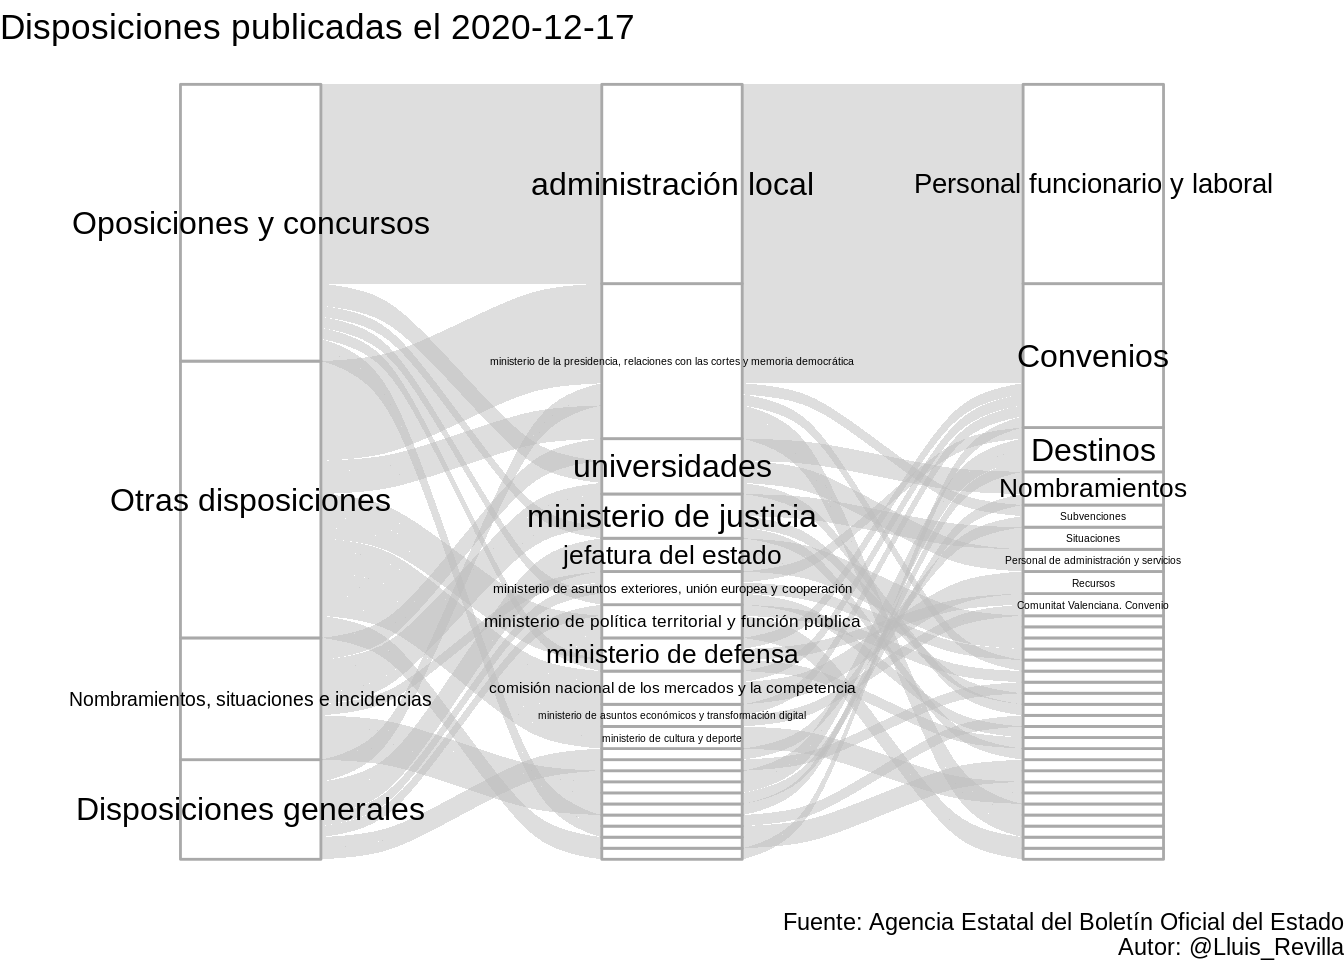 Disposiciones publicadas el 2020-12-17
Oposiciones y concursos
Otras disposiciones
Nombramientos, situaciones e incidencias
Disposiciones generales
administración local
ministerio de la presidencia, relaciones con las cortes y memoria democrática
universidades
ministerio de justicia
jefatura del estado
ministerio de asuntos exteriores, unión europea y cooperación
ministerio de política territorial y función pública
ministerio de defensa
comisión nacional de los mercados y la competencia
ministerio de asuntos económicos y transformación digital
ministerio de cultura y deporte
Personal funcionario y laboral
Convenios
Destinos
Nombramientos
Subvenciones
Situaciones
Personal de administración y servicios
Recursos
Comunitat Valenciana. Convenio
Fuente: Agencia Estatal del Boletín Oficial del Estado
Autor: @Lluis_Revilla